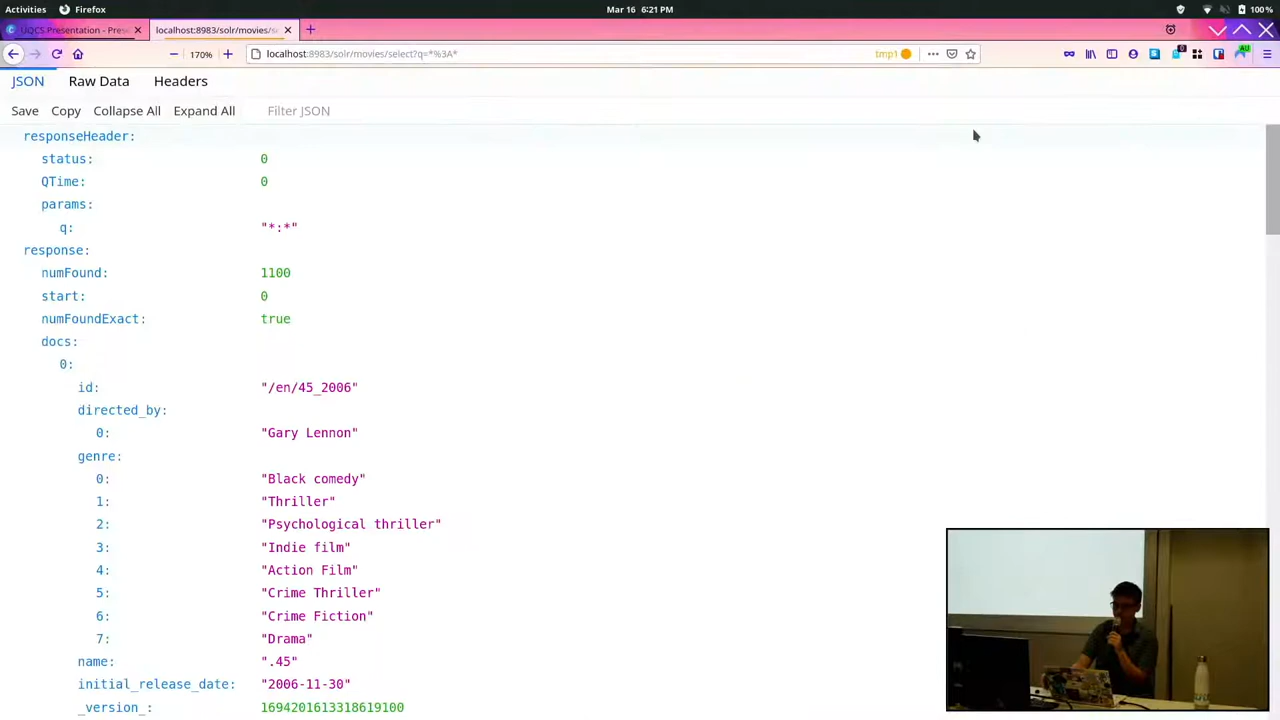 Activities Firefox Mar 16 6:21 PM 100%
UQCS Presentation - Pres localhost:8983/solr/movies/s
170% localhost:8983/solr/movies/select?q=*%3A* tmp1
JSON Raw Data Headers
Save Copy Collapse All Expand All Filter JSON
responseHeader:
status: 0
QTime: 0
params:
q: "*:*"
response:
numFound: 1100
start: 0
numFoundExact: true
docs:
0:
id: "/en/45_2006"
directed_by:
0: "Gary Lennon"
genre:
0: "Black comedy"
1: "Thriller"
2: "Psychological thriller"
3: "Indie film"
4: "Action Film"
5: "Crime Thriller"
6: "Crime Fiction"
7: "Drama"
name: ".45"
initial_release_date: "2006-11-30"
_version_: 1694201613318619100